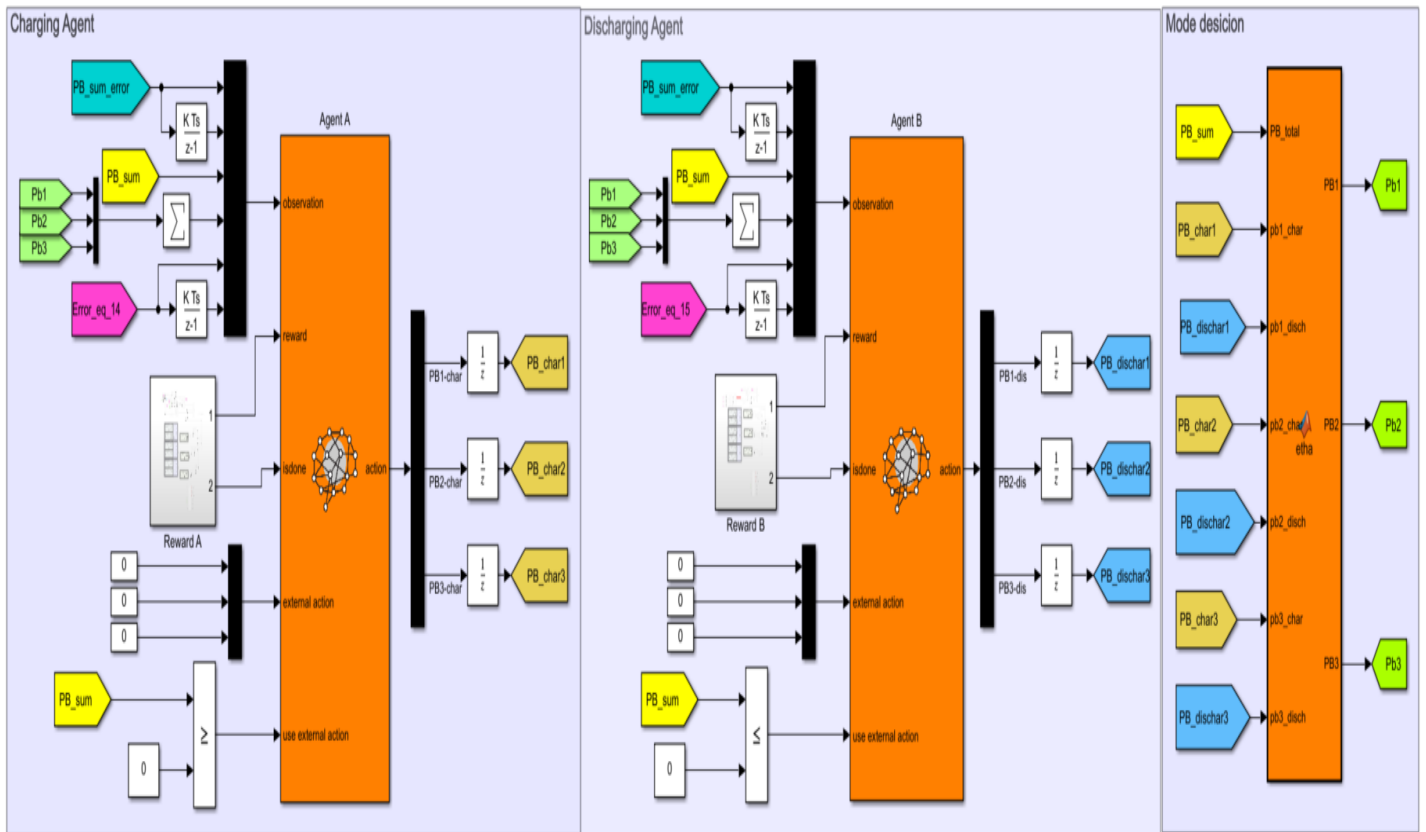 Charging Agent
PB_sum_error
K Ts
z-1
PB_sum
Pb1
Pb2
Pb3
∑
Error_eq_14
K Ts
z-1
Agent A
observation
reward
isdone
action
external action
use external action
1
2
Reward A
0
0
0
PB_sum
≥
0
PB1-char
1
z
PB_char1
PB2-char
1
z
PB_char2
PB3-char
1
z
PB_char3
Discharging Agent
PB_sum_error
K Ts
z-1
PB_sum
Pb1
Pb2
Pb3
∑
Error_eq_15
K Ts
z-1
Agent B
observation
reward
isdone
action
external action
use external action
1
2
Reward B
0
0
0
PB_sum
≤
0
PB1-dis
1
z
PB_dischar1
PB2-dis
1
z
PB_dischar2
PB3-dis
1
z
PB_dischar3
Mode desicion
PB_sum
PB_total
PB_char1
pb1_char
PB_dischar1
pb1_disch
PB_char2
pb2_char
PB_dischar2
pb2_disch
PB_char3
pb3_char
PB_dischar3
pb3_disch
etha
PB1
Pb1
PB2
Pb2
PB3
Pb3